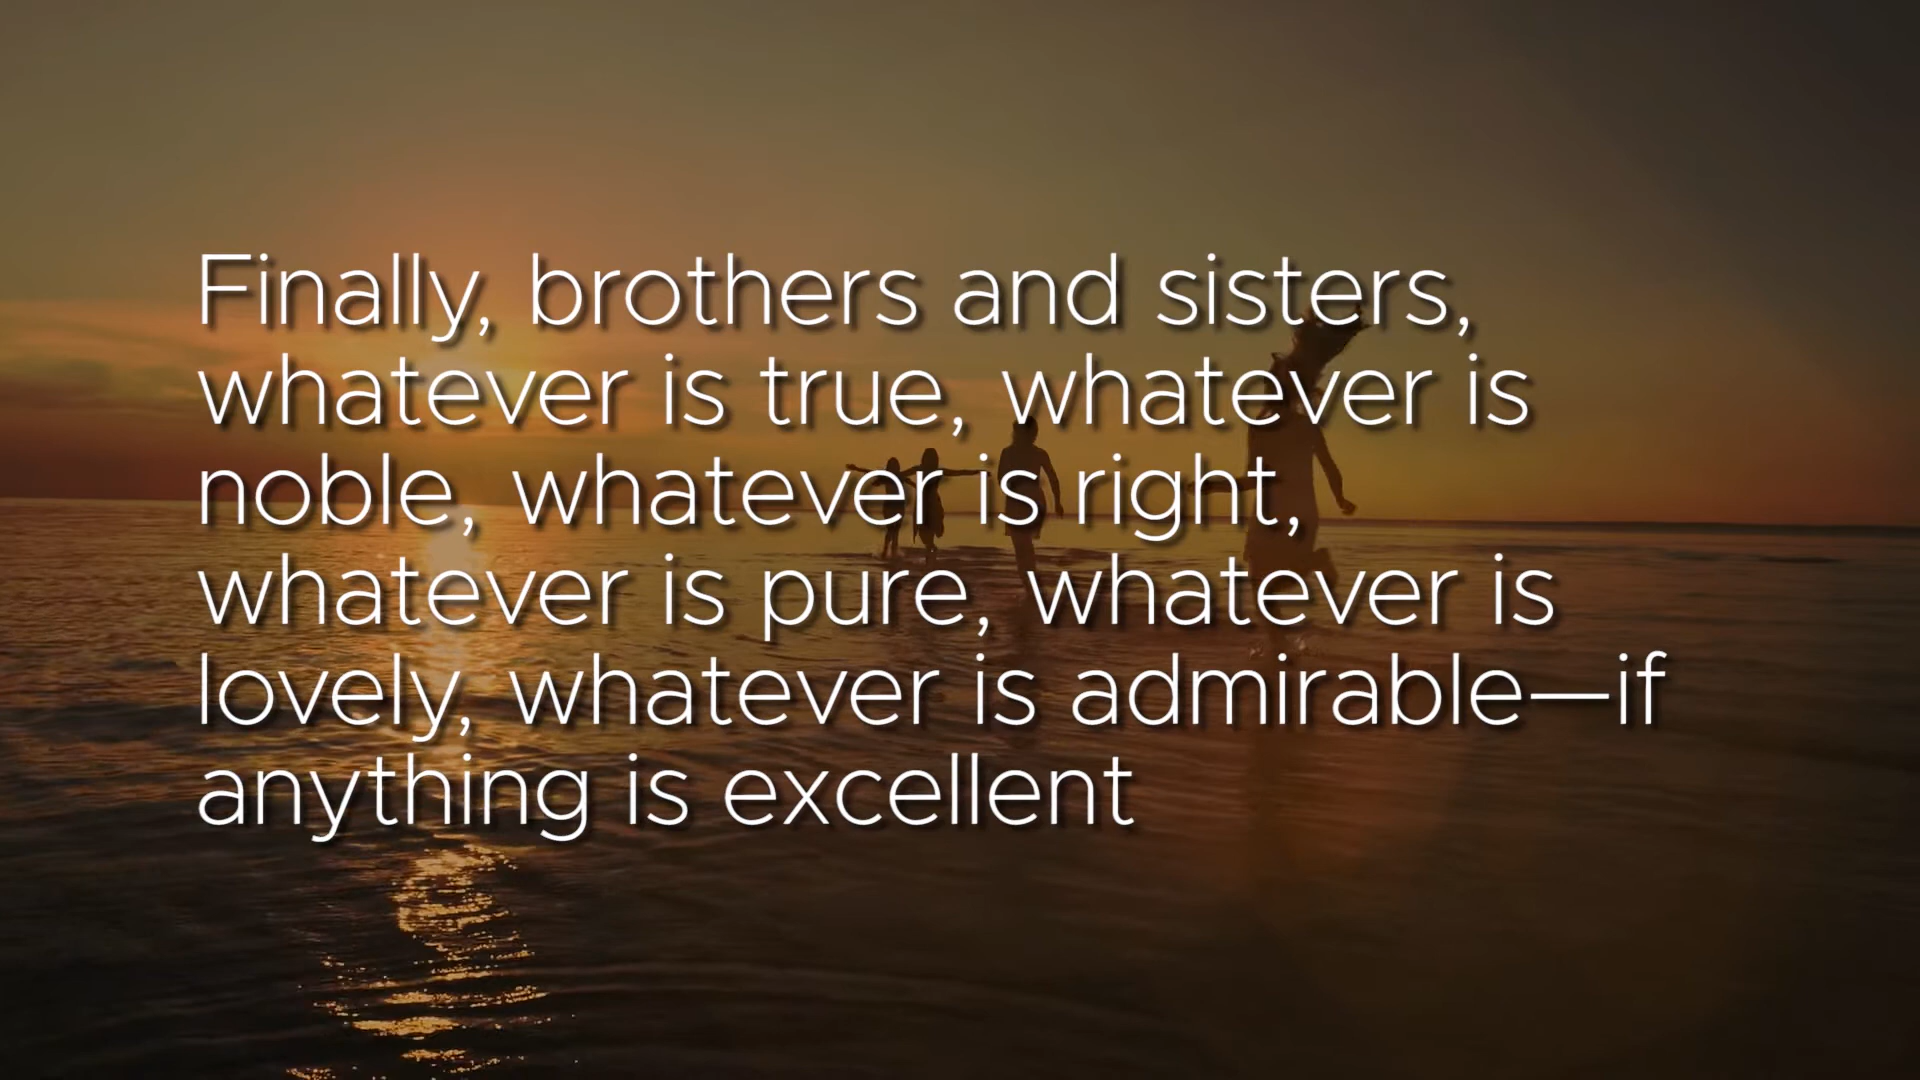 Finally, brothers and sisters,
whatever is true, whatever is
noble, whatever is right,
whatever is pure, whatever is
lovely, whatever is admirable—if
anything is excellent